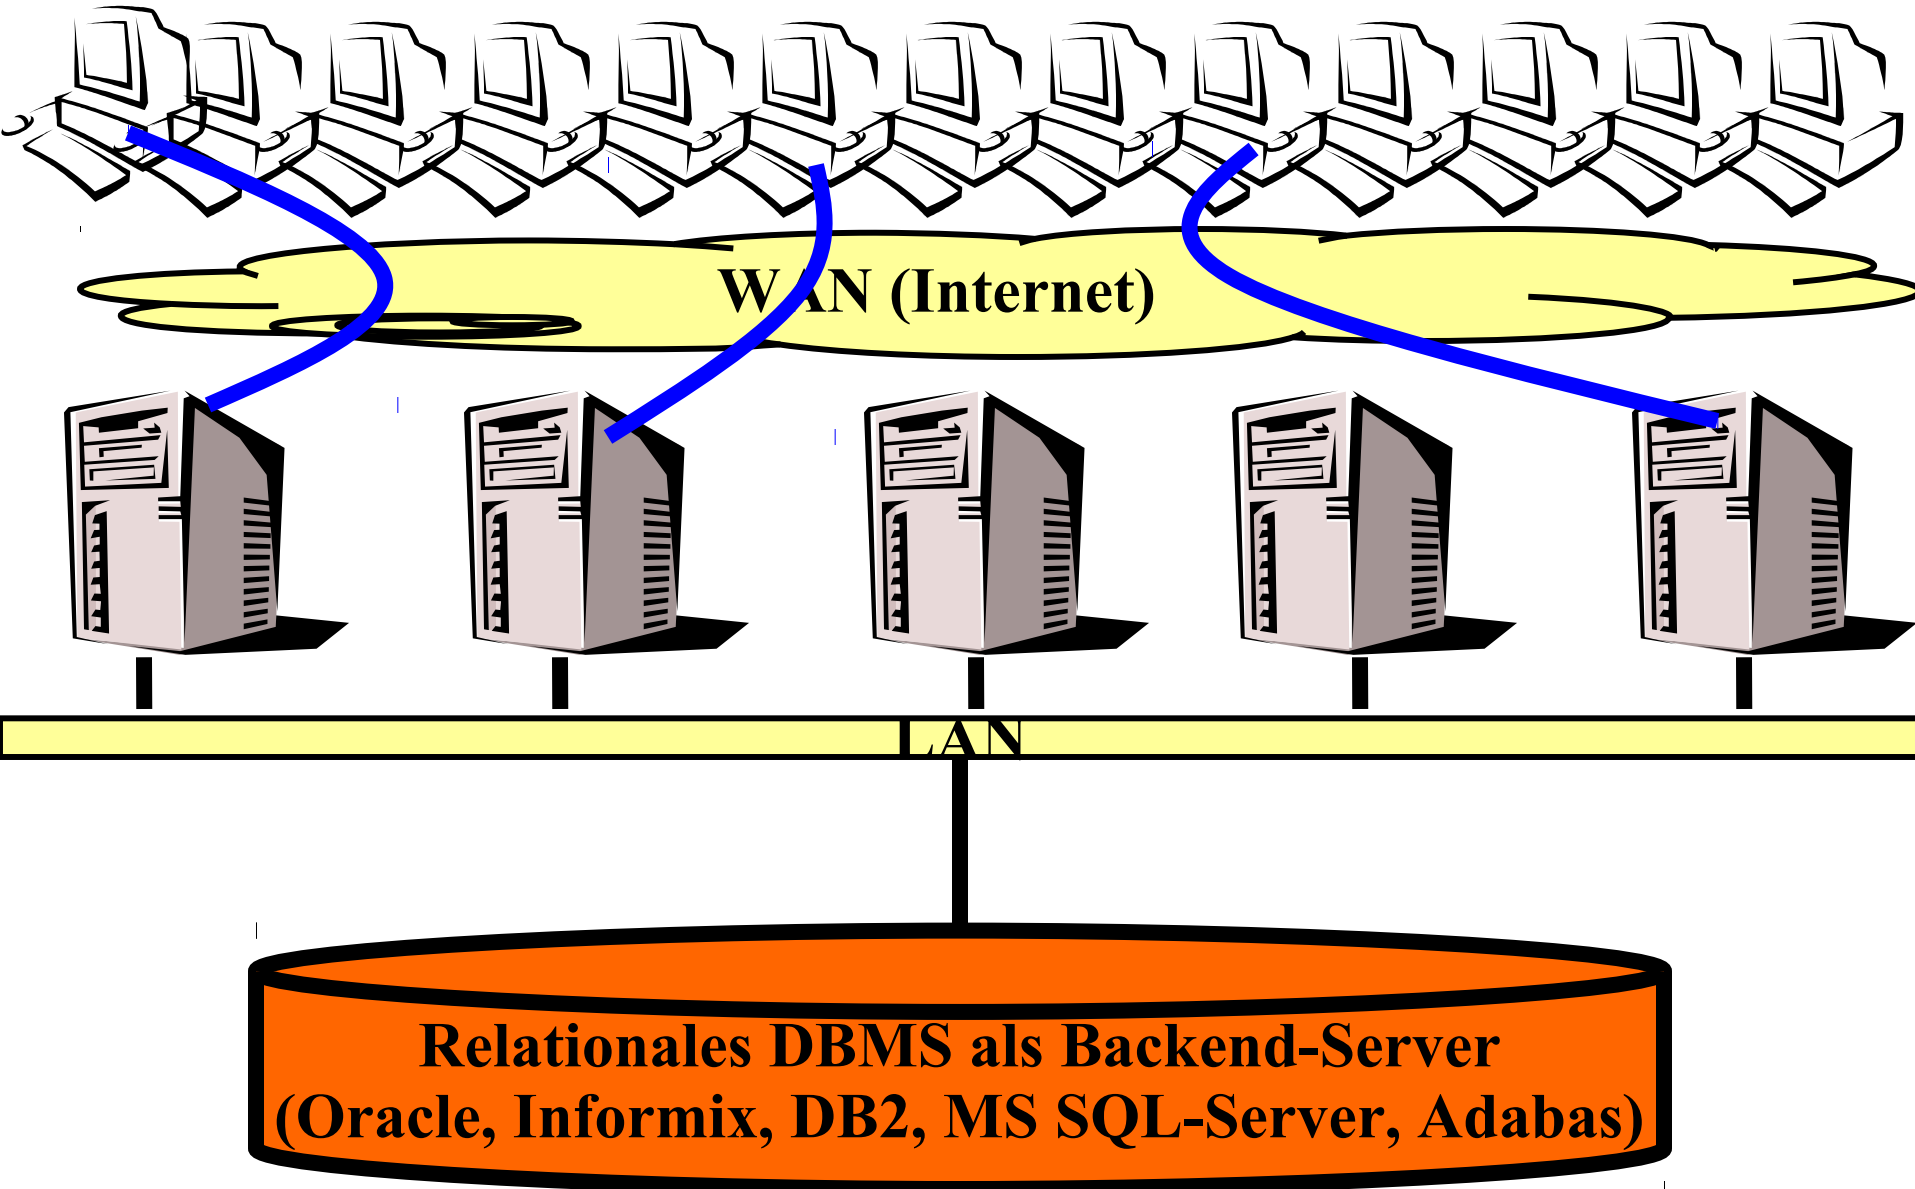 WAN (Internet)
LAN
Relationales DBMS als Backend-Server
(Oracle, Informix, DB2, MS SQL-Server, Adabas)